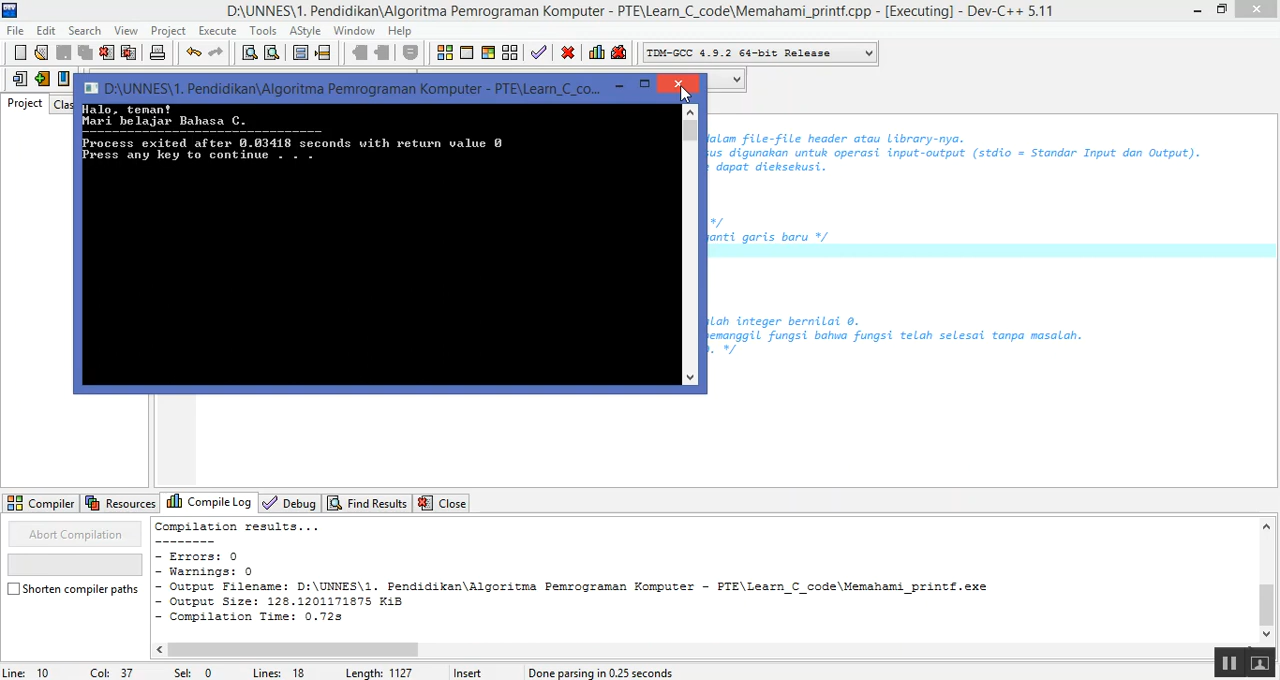 D:\UNNES\1. Pendidikan\Algoritma Pemrograman Komputer - PTE\Learn_C_code\Memahami_printf.cpp - [Executing] - Dev-C++ 5.11
File Edit Search View Project Execute Tools AStyle Window Help
TDM-GCC 4.9.2 64-bit Release
D:\UNNES\1. Pendidikan\Algoritma Pemrograman Komputer - PTE\Learn_C_co...
Project Clas
Halo, teman!
Mari belajar Bahasa C.
--------------------------------
Process exited after 0.03418 seconds with return value 0
Press any key to continue . . .
dalam file-file header atau library-nya.
sus digunakan untuk operasi input-output (stdio = Standar Input dan Output).
dapat dieksekusi.
*/
anti garis baru */
lah integer bernilai 0.
emanggil fungsi bahwa fungsi telah selesai tanpa masalah.
. */
Compiler Resources Compile Log Debug Find Results Close
Abort Compilation
Shorten compiler paths
Compilation results...
--------
- Errors: 0
- Warnings: 0
- Output Filename: D:\UNNES\1. Pendidikan\Algoritma Pemrograman Komputer - PTE\Learn_C_code\Memahami_printf.exe
- Output Size: 128.1201171875 KiB
- Compilation Time: 0.72s
Line: 10 Col: 37 Sel: 0 Lines: 18 Length: 1127 Insert Done parsing in 0.25 seconds